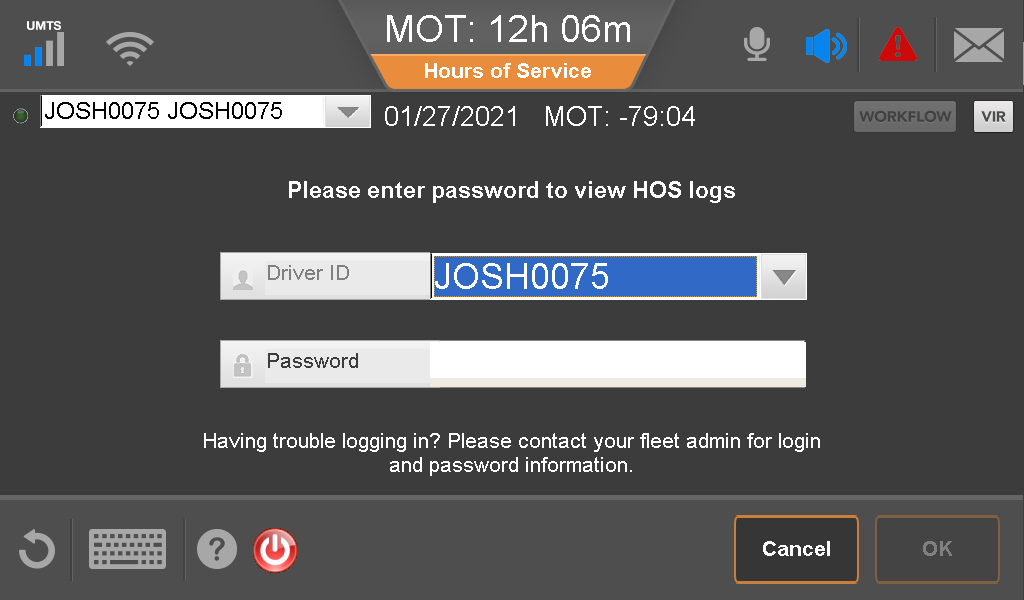 UMTS
MOT: 12h 06m
Hours of Service
JOSH0075 JOSH0075
01/27/2021 MOT: -79:04
WORKFLOW
VIR
Please enter password to view HOS logs
Driver ID
JOSH0075
Password
Having trouble logging in? Please contact your fleet admin for login
and password information.
?
Cancel
OK